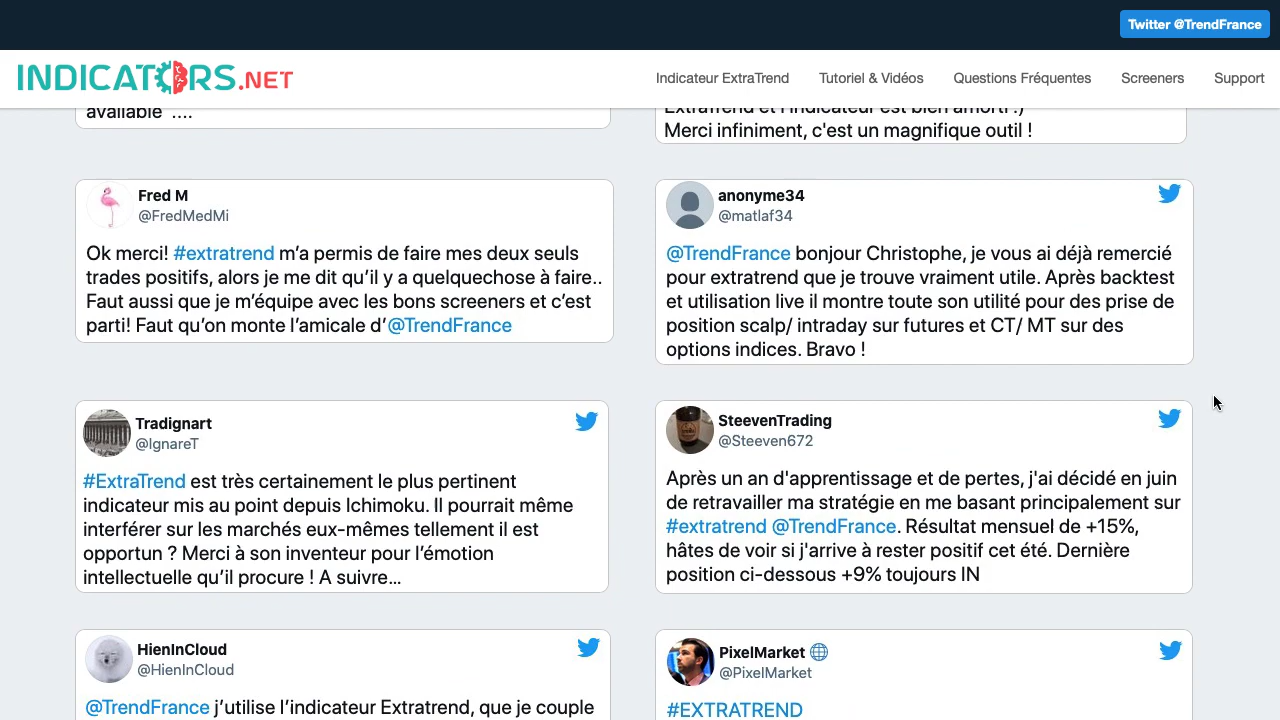 Twitter @TrendFrance
INDICATORS.NET
Indicateur ExtraTrend
Tutoriel & Vidéos
Questions Fréquentes
Screeners
Support
available ....
ExtraTrend et l'indicateur est bien amorti :)
Merci infiniment, c'est un magnifique outil !
Fred M
@FredMedMi
Ok merci! #extratrend m’a permis de faire mes deux seuls
trades positifs, alors je me dit qu’il y a quelquechose à faire..
Faut aussi que je m’équipe avec les bons screeners et c’est
parti! Faut qu’on monte l’amicale d’@TrendFrance
anonyme34
@matlaf34
@TrendFrance bonjour Christophe, je vous ai déjà remercié
pour extratrend que je trouve vraiment utile. Après backtest
et utilisation live il montre toute son utilité pour des prise de
position scalp/ intraday sur futures et CT/ MT sur des
options indices. Bravo !
Tradignart
@IgnareT
#ExtraTrend est très certainement le plus pertinent
indicateur mis au point depuis Ichimoku. Il pourrait même
interférer sur les marchés eux-mêmes tellement il est
opportun ? Merci à son inventeur pour l’émotion
intellectuelle qu’il procure ! A suivre...
SteevenTrading
@Steeven672
Après un an d'apprentissage et de pertes, j'ai décidé en juin
de retravailler ma stratégie en me basant principalement sur
#extratrend @TrendFrance. Résultat mensuel de +15%,
hâtes de voir si j'arrive à rester positif cet été. Dernière
position ci-dessous +9% toujours IN
HienInCloud
@HienInCloud
@TrendFrance j’utilise l’indicateur Extratrend, que je couple
PixelMarket
@PixelMarket
#EXTRATREND